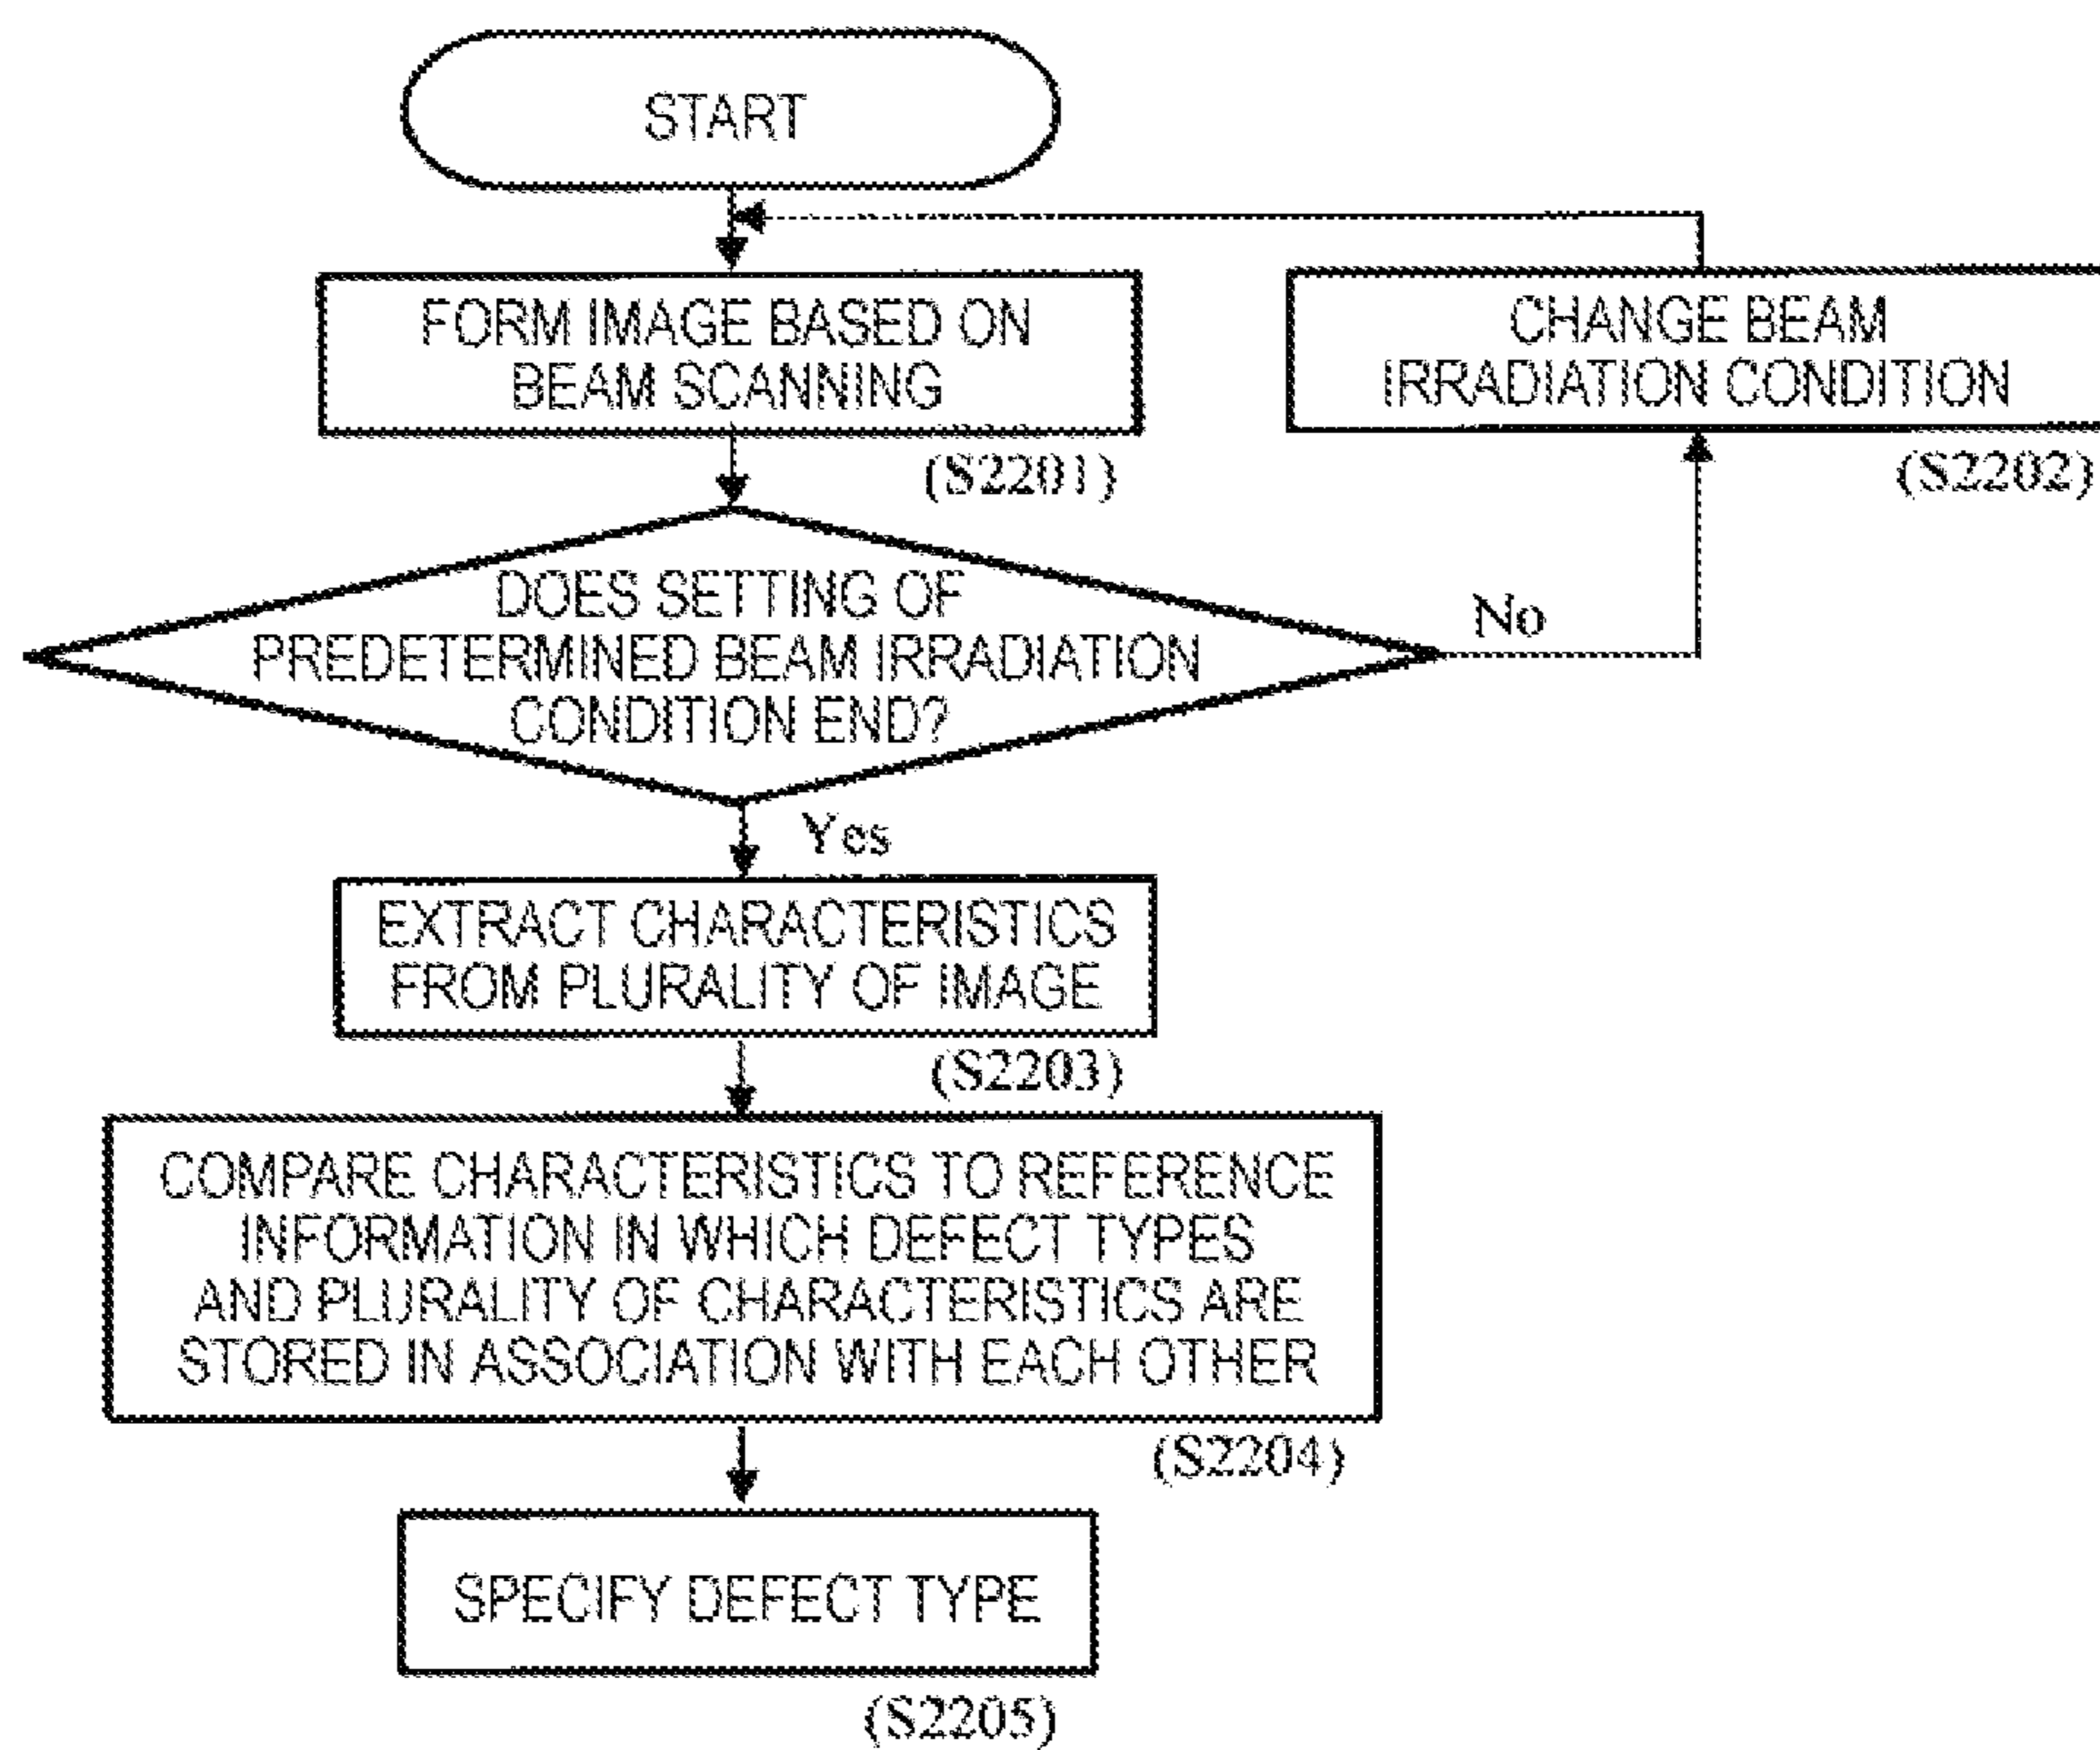 START
FORM IMAGE BASED ON
BEAM SCANNING
(S2201)
CHANGE BEAM
IRRADIATION CONDITION
(S2202)
DOES SETTING OF
PREDETERMINED BEAM IRRADIATION
CONDITION END?
No
Yes
EXTRACT CHARACTERISTICS
FROM PLURALITY OF IMAGE
(S2203)
COMPARE CHARACTERISTICS TO REFERENCE
INFORMATION IN WHICH DEFECT TYPES
AND PLURALITY OF CHARACTERISTICS ARE
STORED IN ASSOCIATION WITH EACH OTHER
(S2204)
SPECIFY DEFECT TYPE
(S2205)